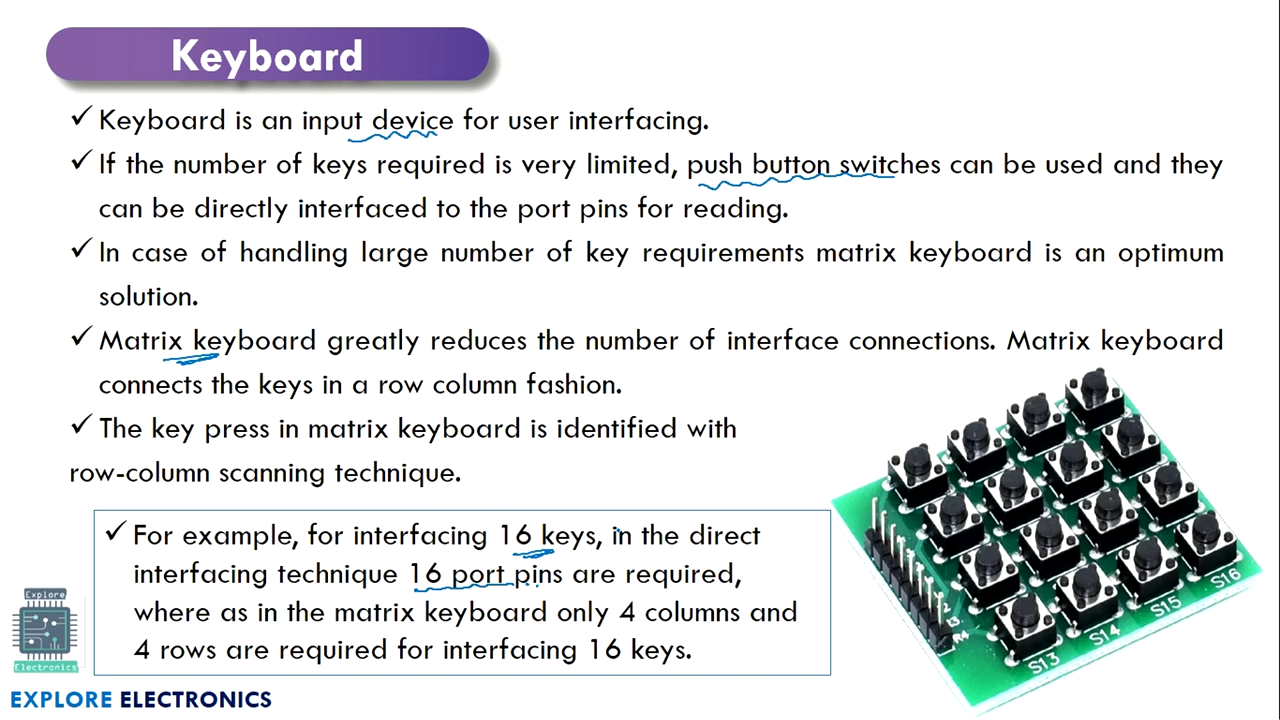 Keyboard
✓ Keyboard is an input device for user interfacing.
✓ If the number of keys required is very limited, push button switches can be used and they
can be directly interfaced to the port pins for reading.
✓ In case of handling large number of key requirements matrix keyboard is an optimum
solution.
✓ Matrix keyboard greatly reduces the number of interface connections. Matrix keyboard
connects the keys in a row column fashion.
✓ The key press in matrix keyboard is identified with
row-column scanning technique.
✓ For example, for interfacing 16 keys, in the direct
interfacing technique 16 port pins are required,
where as in the matrix keyboard only 4 columns and
4 rows are required for interfacing 16 keys.
S16
S15
S14
S13
R4
Explore
Electronics
EXPLORE ELECTRONICS